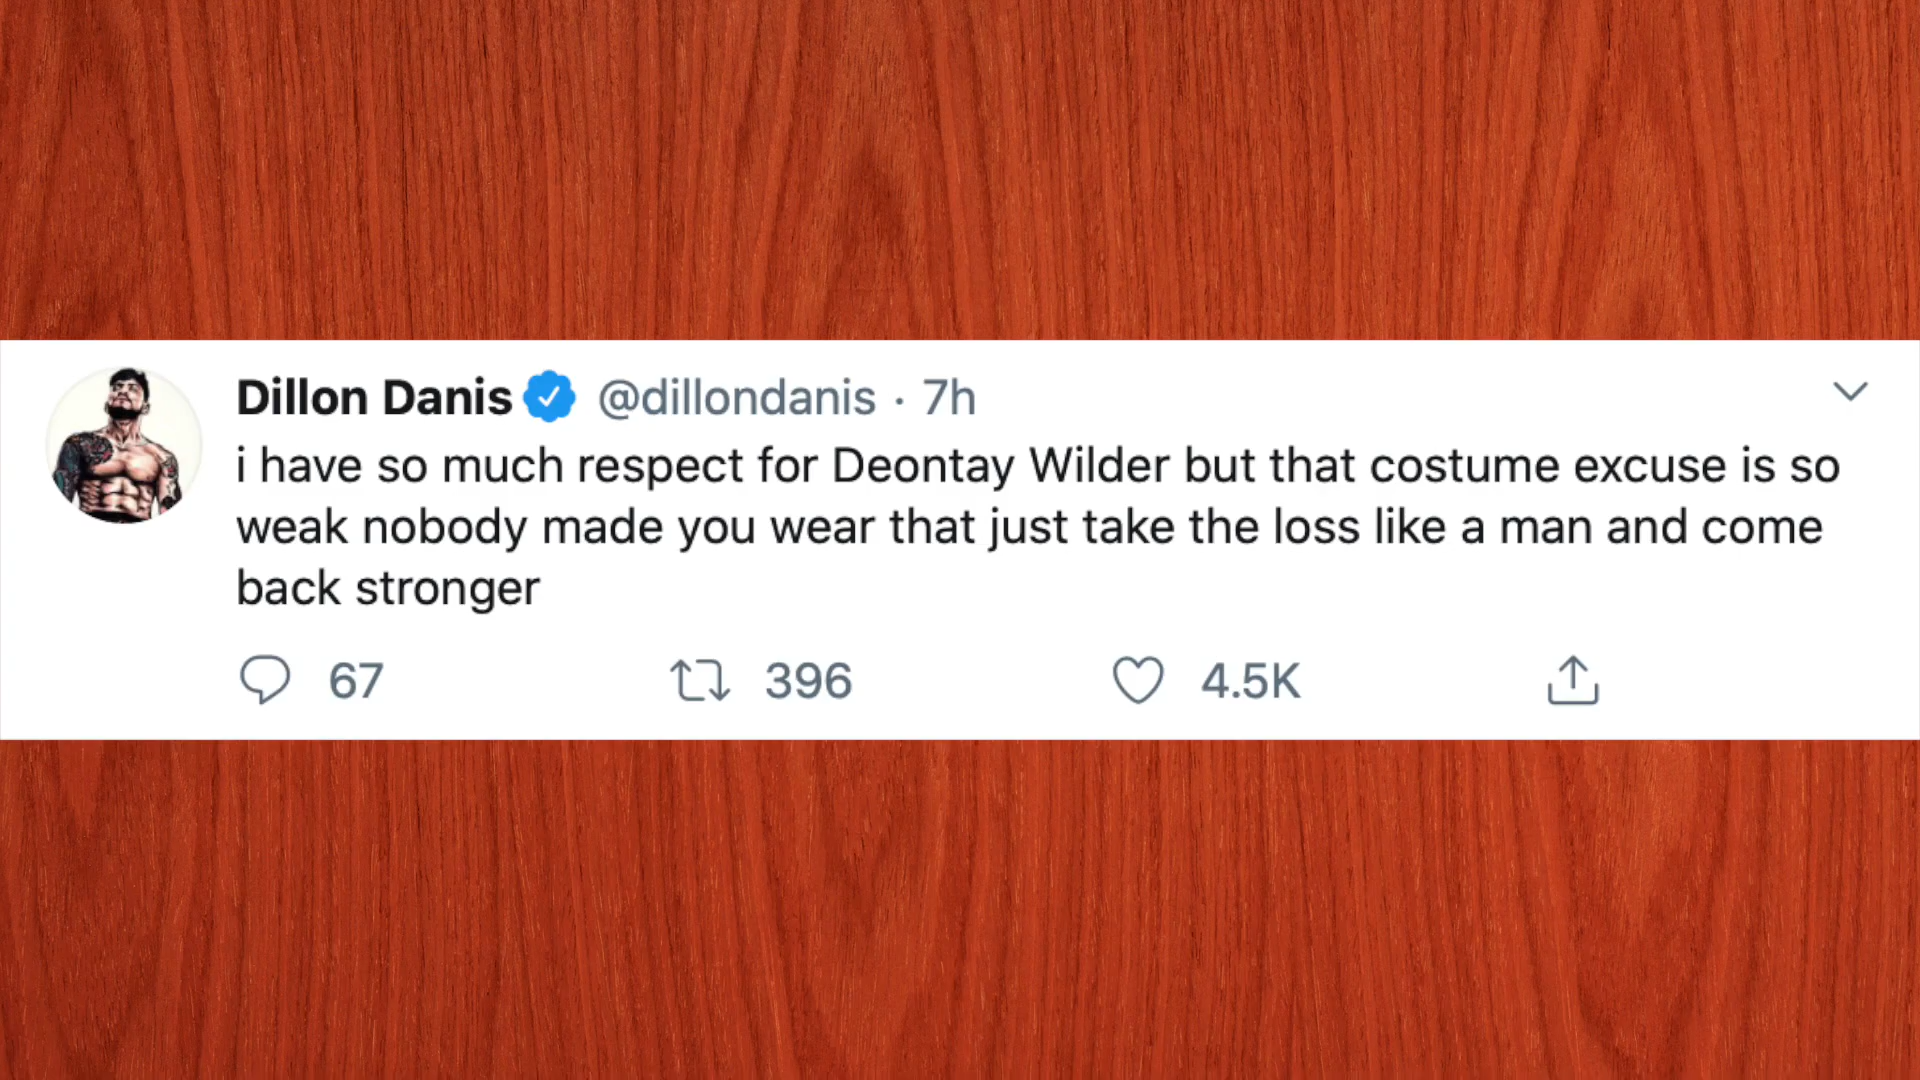 Dillon Danis @dillondanis · 7h
i have so much respect for Deontay Wilder but that costume excuse is so
weak nobody made you wear that just take the loss like a man and come
back stronger
67 396 4.5K